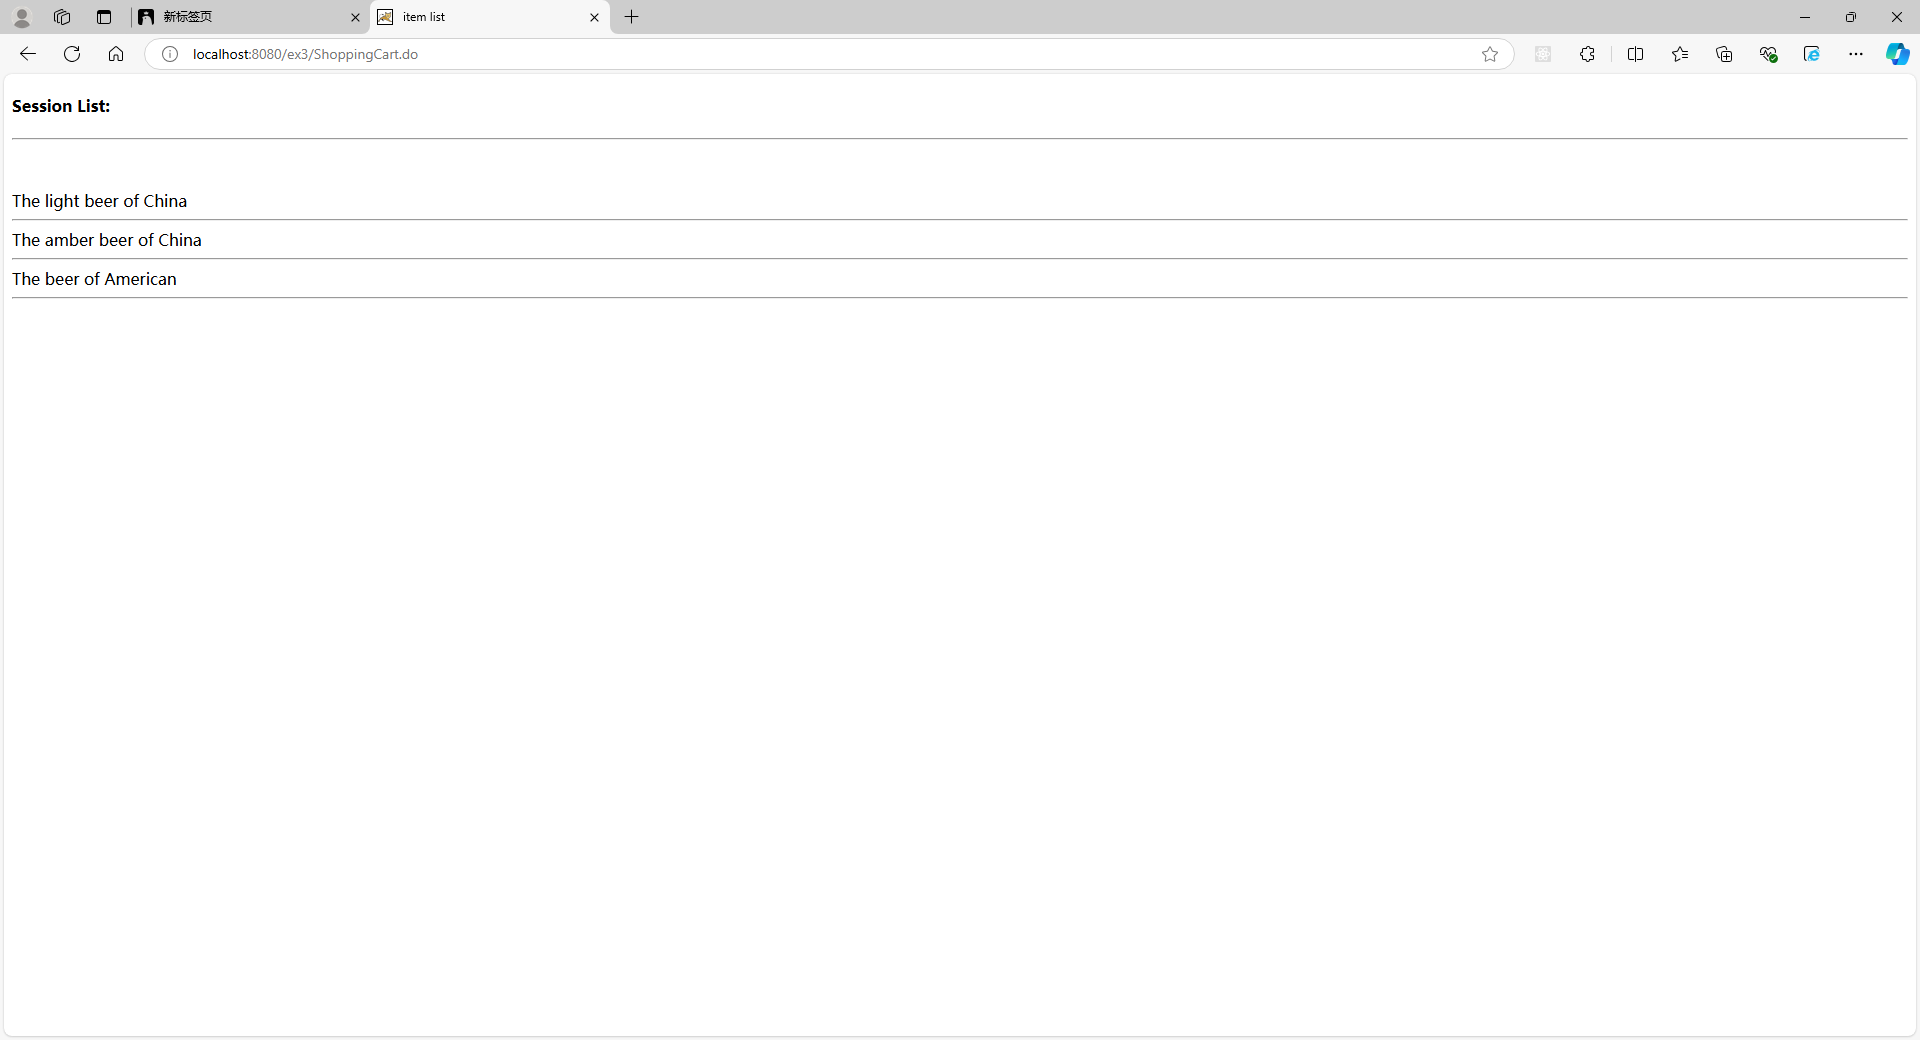 新标签页
item list
localhost:8080/ex3/ShoppingCart.do
Session List:
The light beer of China
The amber beer of China
The beer of American